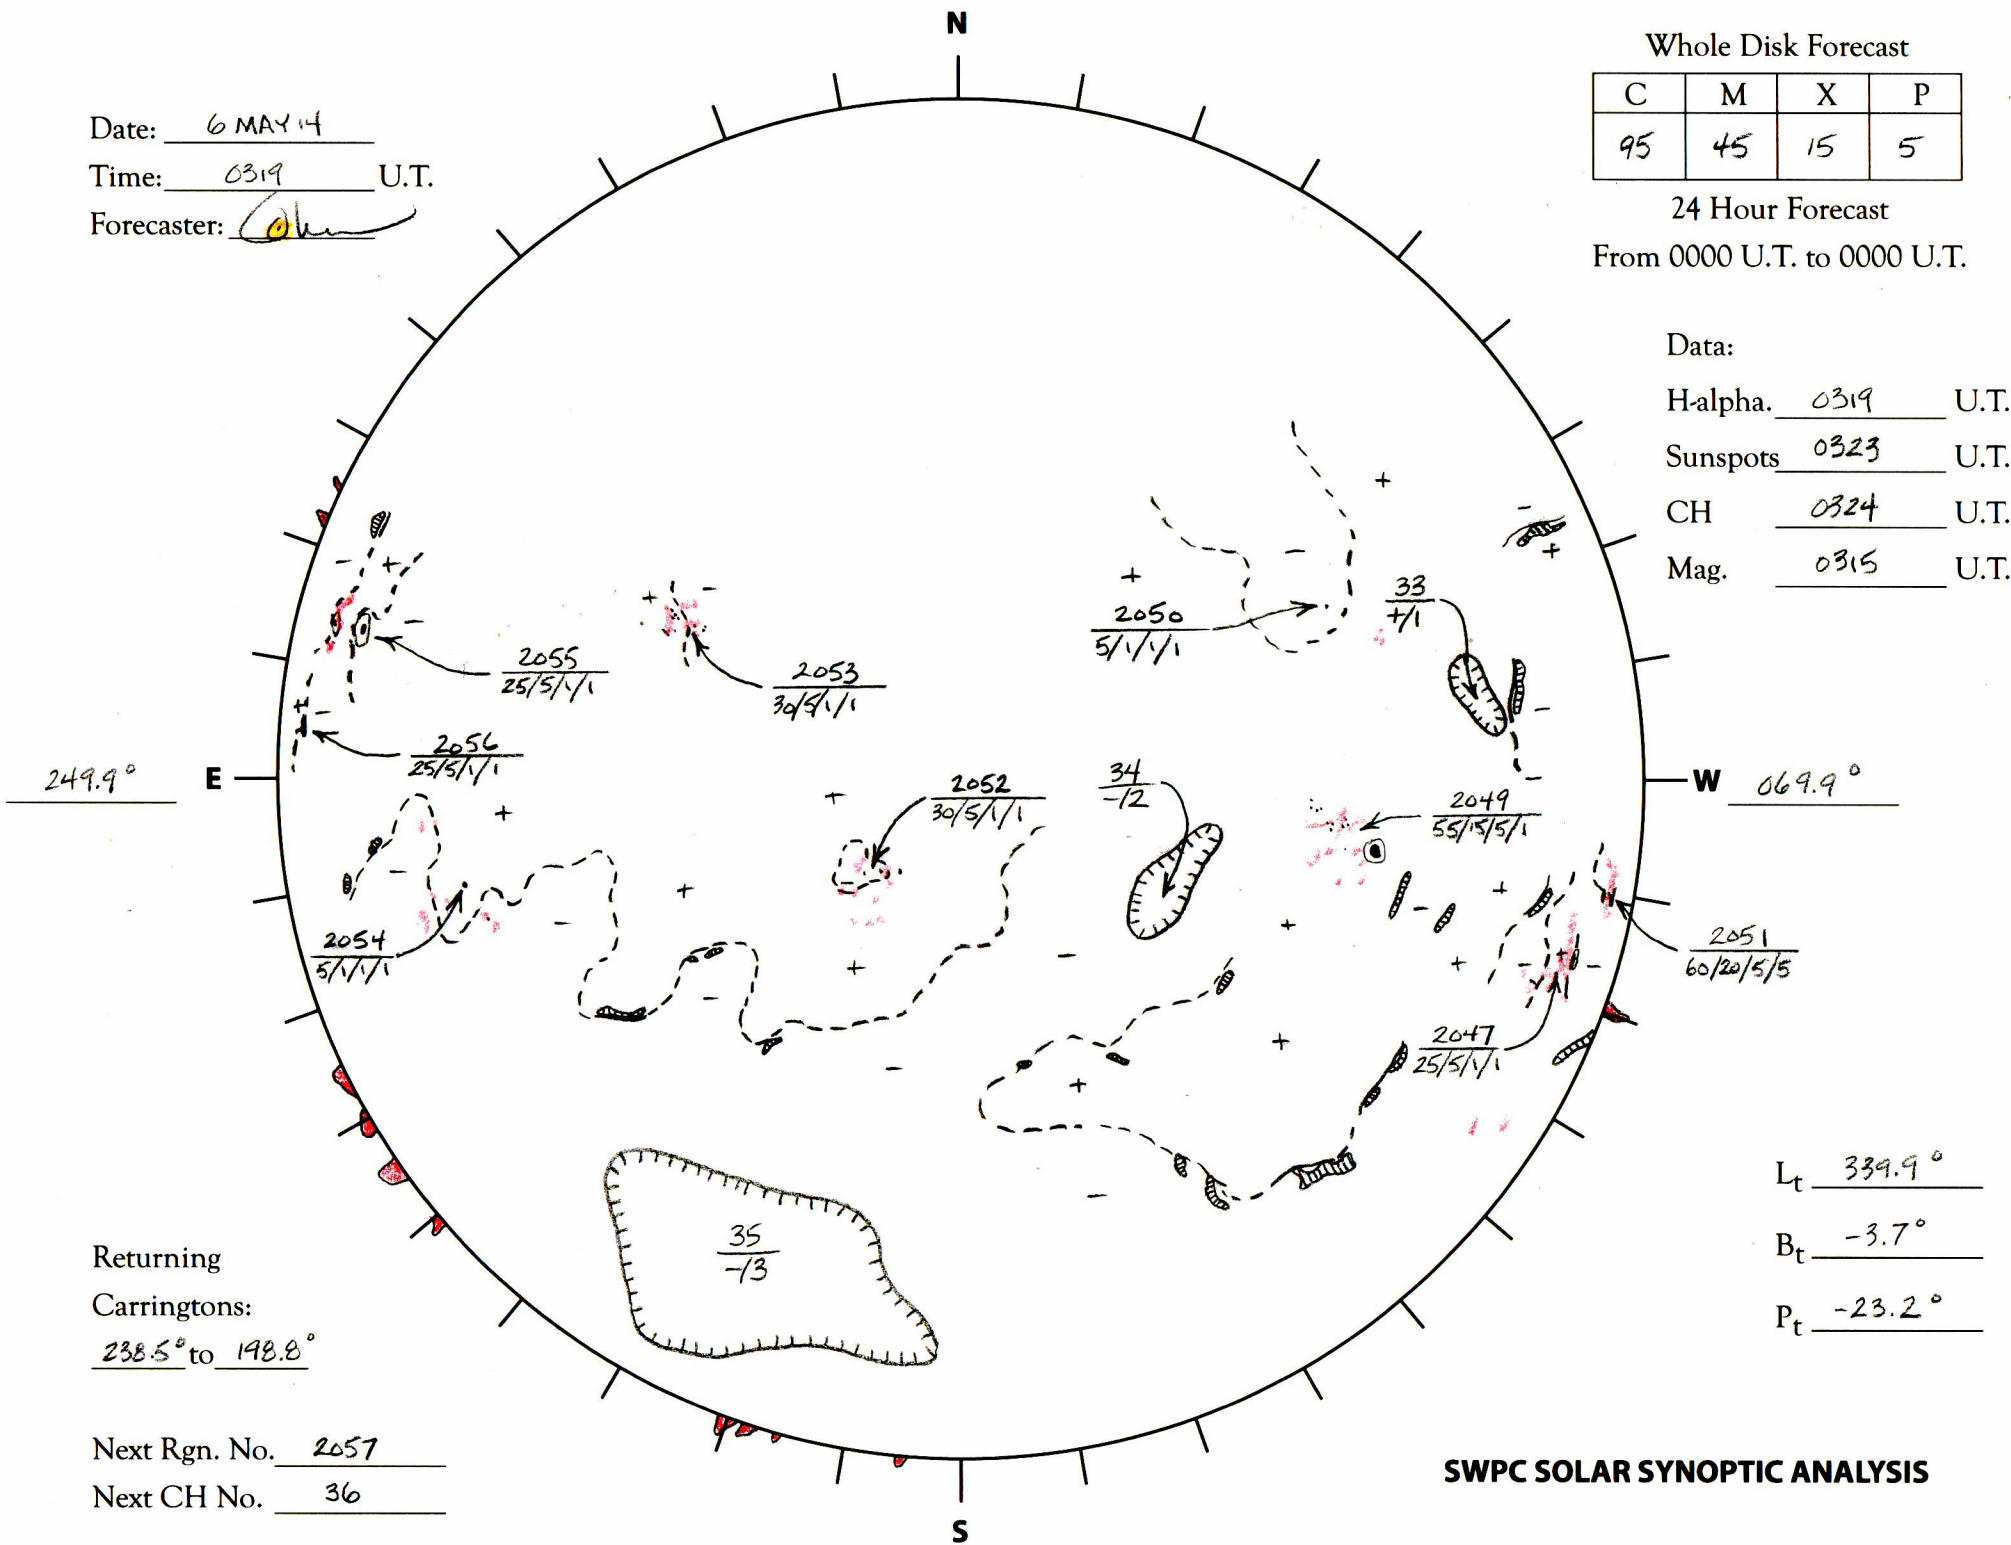 N
Date: 6 MAY 14
Time: 0319 U.T.
Forecaster:
Whole Disk Forecast
C M X P
95 45 15 5
24 Hour Forecast
From 0000 U.T. to 0000 U.T.
Data:
H-alpha. 0319 U.T.
Sunspots 0323 U.T.
CH 0324 U.T.
Mag. 0315 U.T.
2050
5/1/1/1
33
+/1
2055
25/5/1/1
2053
30/5/1/1
2056
25/5/1/1
249.9° E
W 069.9°
2052
30/5/1/1
34
-/2
2049
55/15/5/1
2054
5/1/1/1
2051
60/20/5/5
2047
25/5/1/1
35
-/3
Lt 339.9°
Bt -3.7°
Pt -23.2°
Returning
Carringtons:
238.5° to 198.8°
Next Rgn. No. 2057
Next CH No. 36
SWPC SOLAR SYNOPTIC ANALYSIS
S